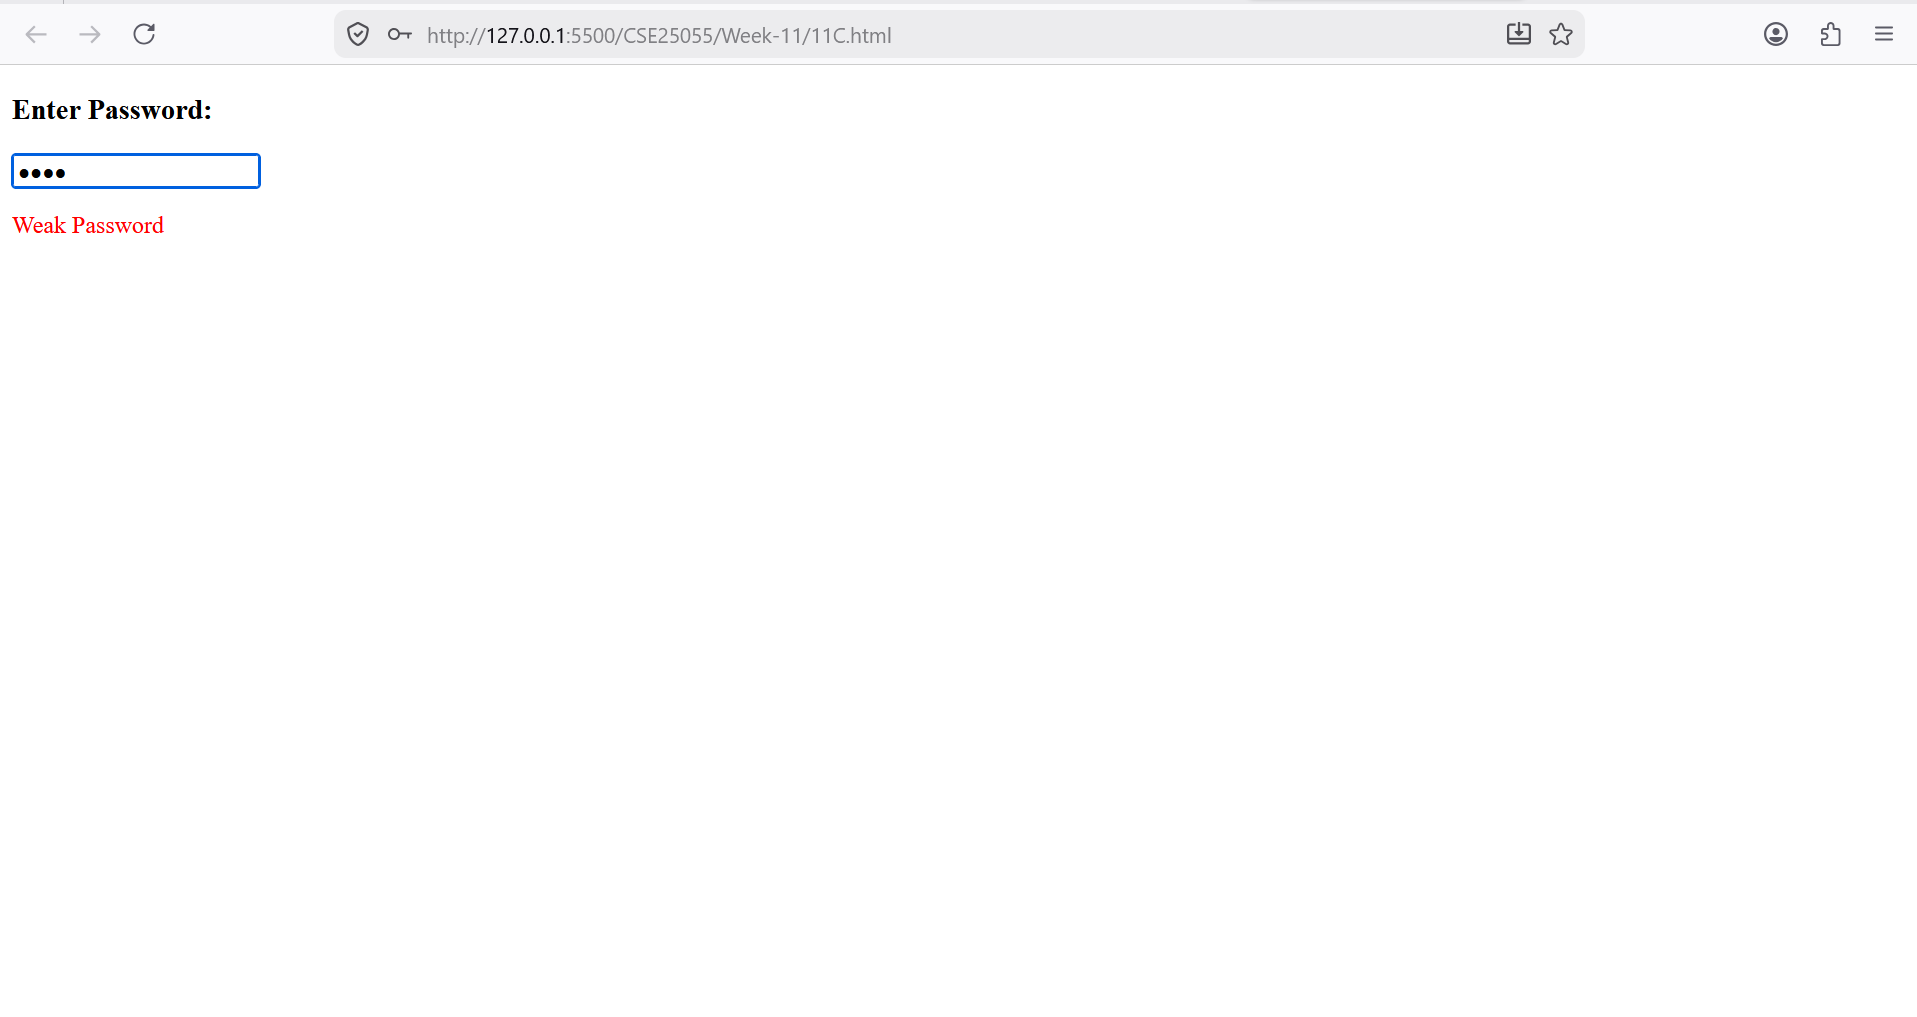 http://127.0.0.1:5500/CSE25055/Week-11/11C.html
Enter Password:
••••
Weak Password